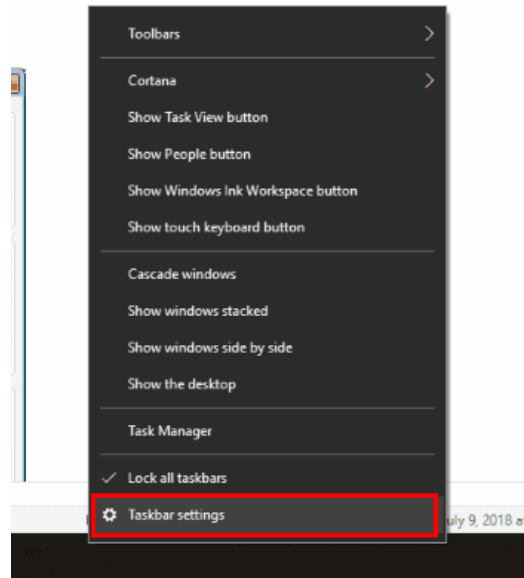 Toolbars
Cortana
Show Task View button
Show People button
Show Windows Ink Workspace button
Show touch keyboard button
Cascade windows
Show windows stacked
Show windows side by side
Show the desktop
Task Manager
Lock all taskbars
Taskbar settings
July 9, 2018